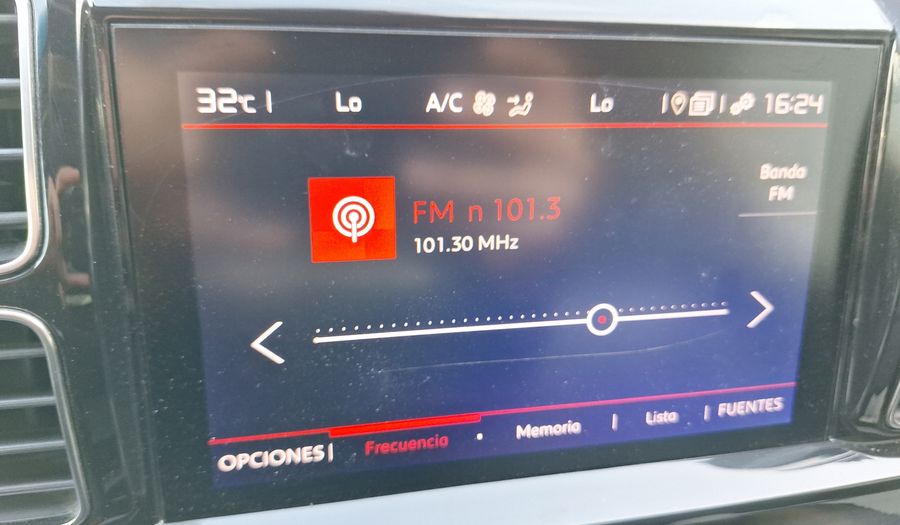 32°C Lo A/C Lo 16:24
Banda
FM
FM n 101.3
101.30 MHz
OPCIONES Frecuencia Memoria Lista FUENTES